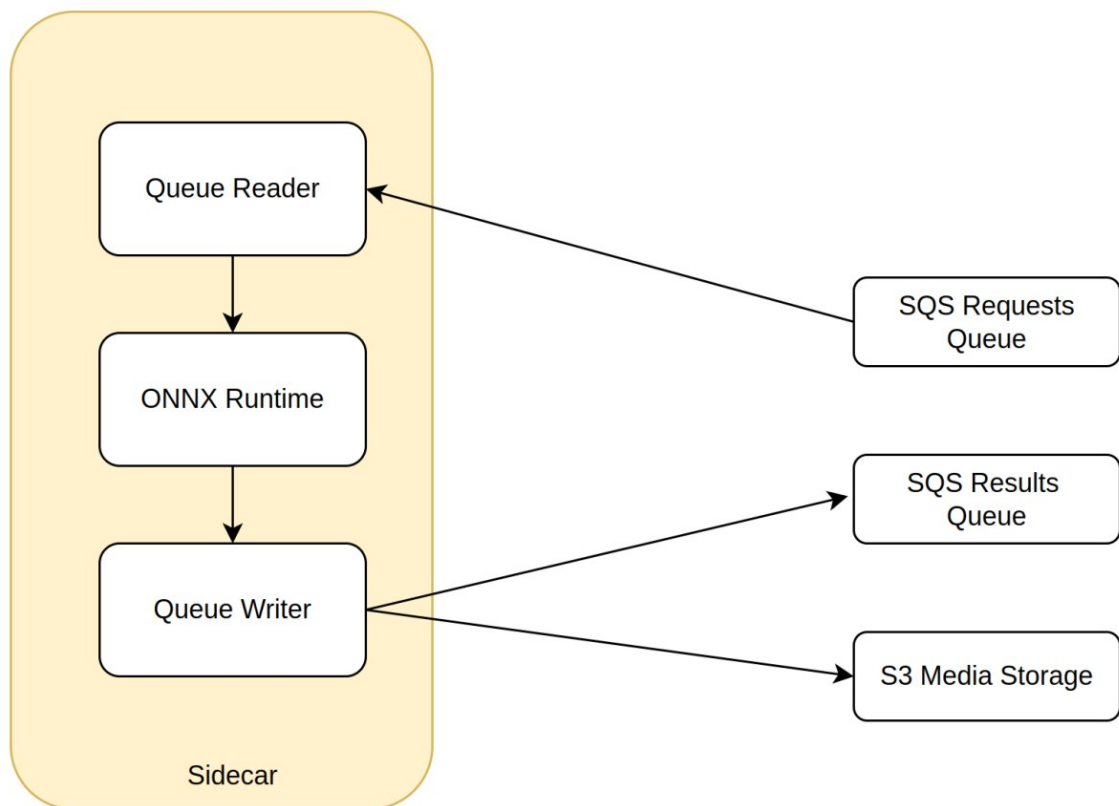 Queue Reader
SQS Requests
Queue
ONNX Runtime
SQS Results
Queue
Queue Writer
S3 Media Storage
Sidecar